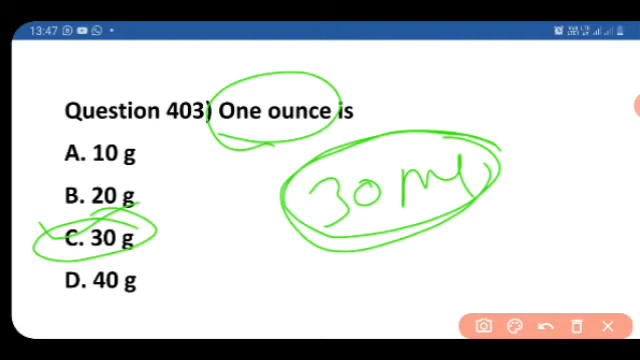 13:47
Question 403) One ounce is
A. 10 g
B. 20 g
30 ml
C. 30 g
D. 40 g